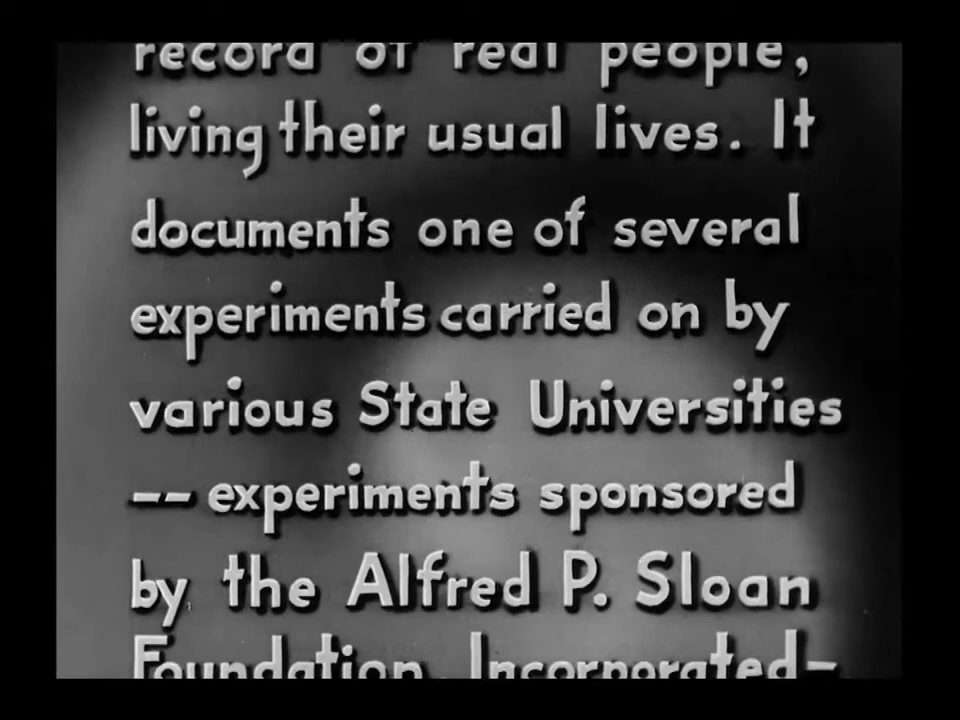 record of real people,
living their usual lives. It
documents one of several
experiments carried on by
various State Universities
-- experiments sponsored
by the Alfred P. Sloan
Foundation Incorporated-